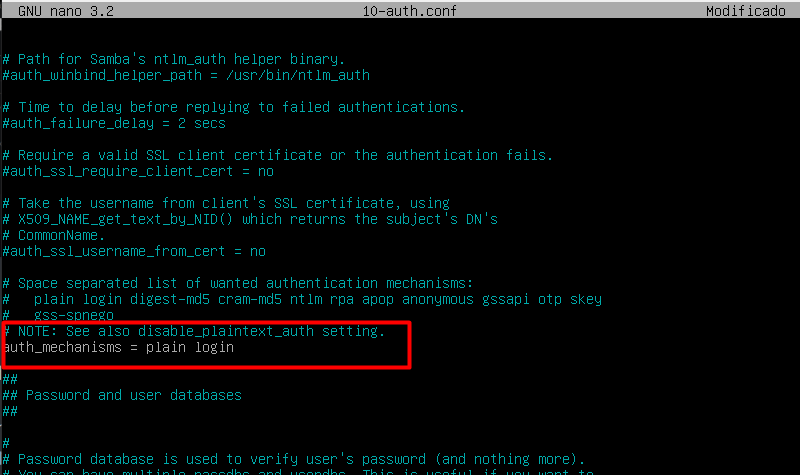 GNU nano 3.2 10-auth.conf Modificado
# Path for Samba's ntlm_auth helper binary.
#auth_winbind_helper_path = /usr/bin/ntlm_auth
# Time to delay before replying to failed authentications.
#auth_failure_delay = 2 secs
# Require a valid SSL client certificate or the authentication fails.
#auth_ssl_require_client_cert = no
# Take the username from client's SSL certificate, using
# X509_NAME_get_text_by_NID() which returns the subject's DN's
# CommonName.
#auth_ssl_username_from_cert = no
# Space separated list of wanted authentication mechanisms:
#   plain login digest-md5 cram-md5 ntlm rpa apop anonymous gssapi otp skey
#   gss-spnego
# NOTE: See also disable_plaintext_auth setting.
auth_mechanisms = plain login
##
## Password and user databases
##
#
# Password database is used to verify user's password (and nothing more).
# You can have multiple passdbs and userdbs. This is useful if you want to